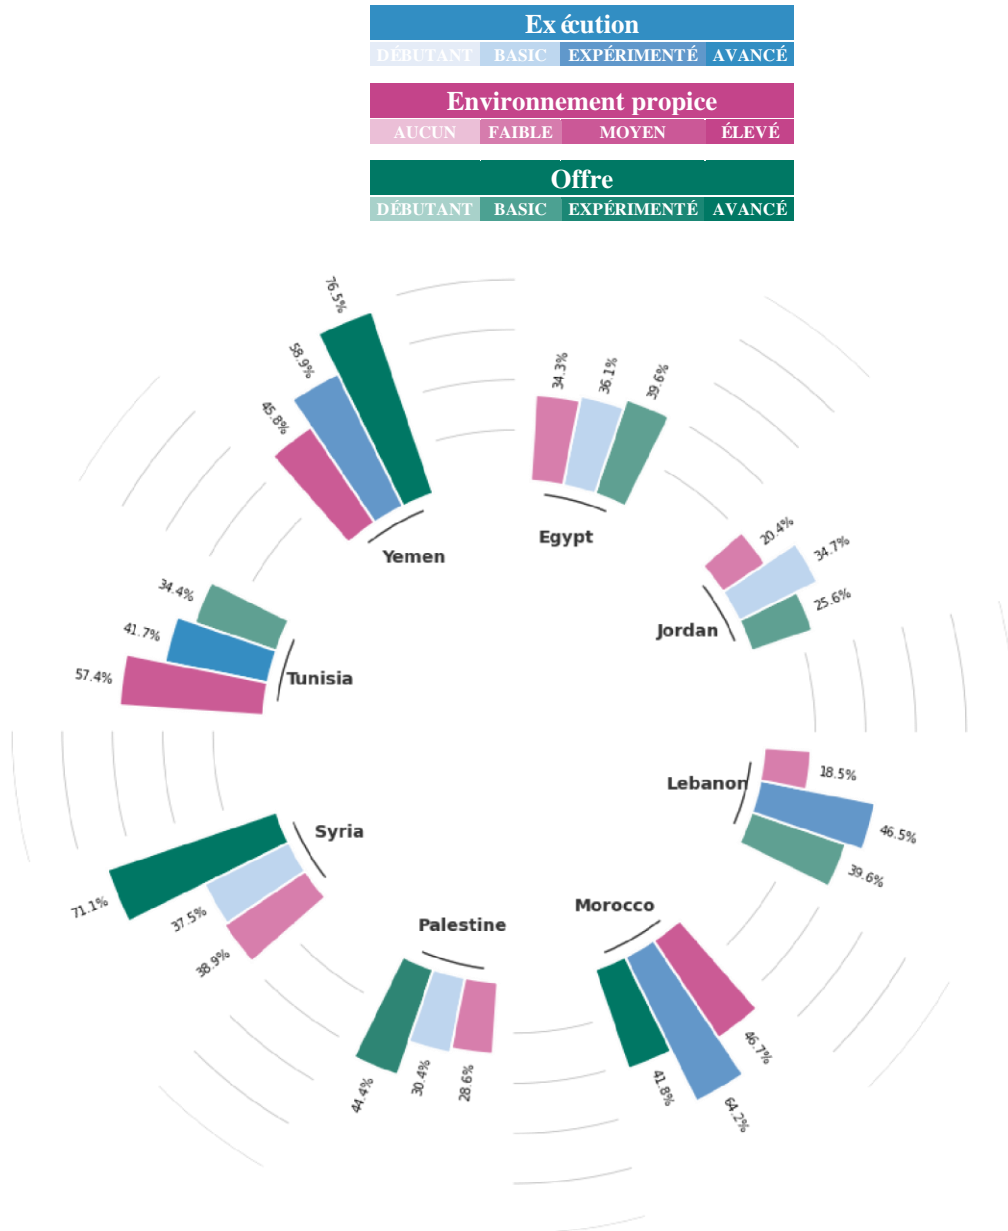 Ex écution
DÉBUTANT BASIC EXPÉRIMENTÉ AVANCÉ
Environnement propice
AUCUN FAIBLE MOYEN ÉLEVÉ
Offre
DÉBUTANT BASIC EXPÉRIMENTÉ AVANCÉ
76.5%
58.9%
45.8%
Yemen
34.3%
36.1%
39.6%
Egypt
20.4%
34.7%
25.6%
Jordan
34.4%
41.7%
57.4%
Tunisia
Lebanon
18.5%
46.5%
39.6%
Syria
71.1%
37.5%
38.9%
Palestine
44.4%
30.4%
28.6%
Morocco
41.8%
64.2%
46.7%